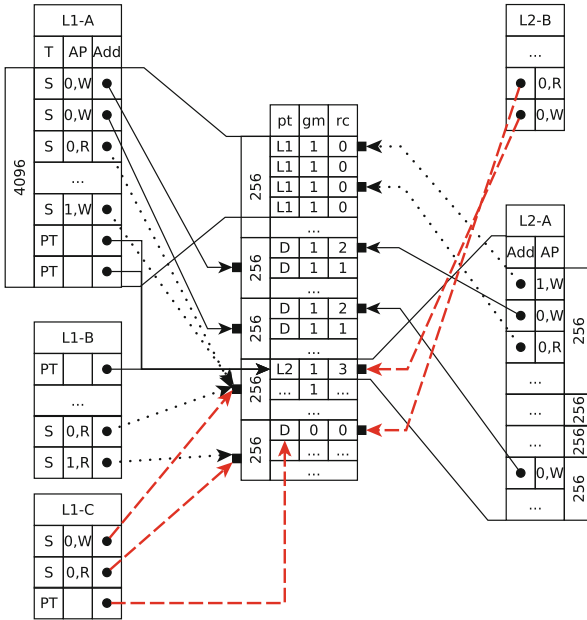 L1-A
T AP Add
S 0,W
S 0,W
S 0,R
...
S 1,W
PT
PT
4096
L1-B
PT
...
S 0,R
S 1,R
L1-C
S 0,W
S 0,R
PT
pt gm rc
L1 1 0
L1 1 0
L1 1 0
L1 1 0
...
256
D 1 2
D 1 1
...
256
D 1 2
D 1 1
...
256
L2 1 3
... 1 ...
...
256
D 0 0
... ...
...
256
L2-B
...
0,R
0,W
L2-A
Add AP
1,W
0,W
0,R
...
256
...
256
...
256
0,W
...
256